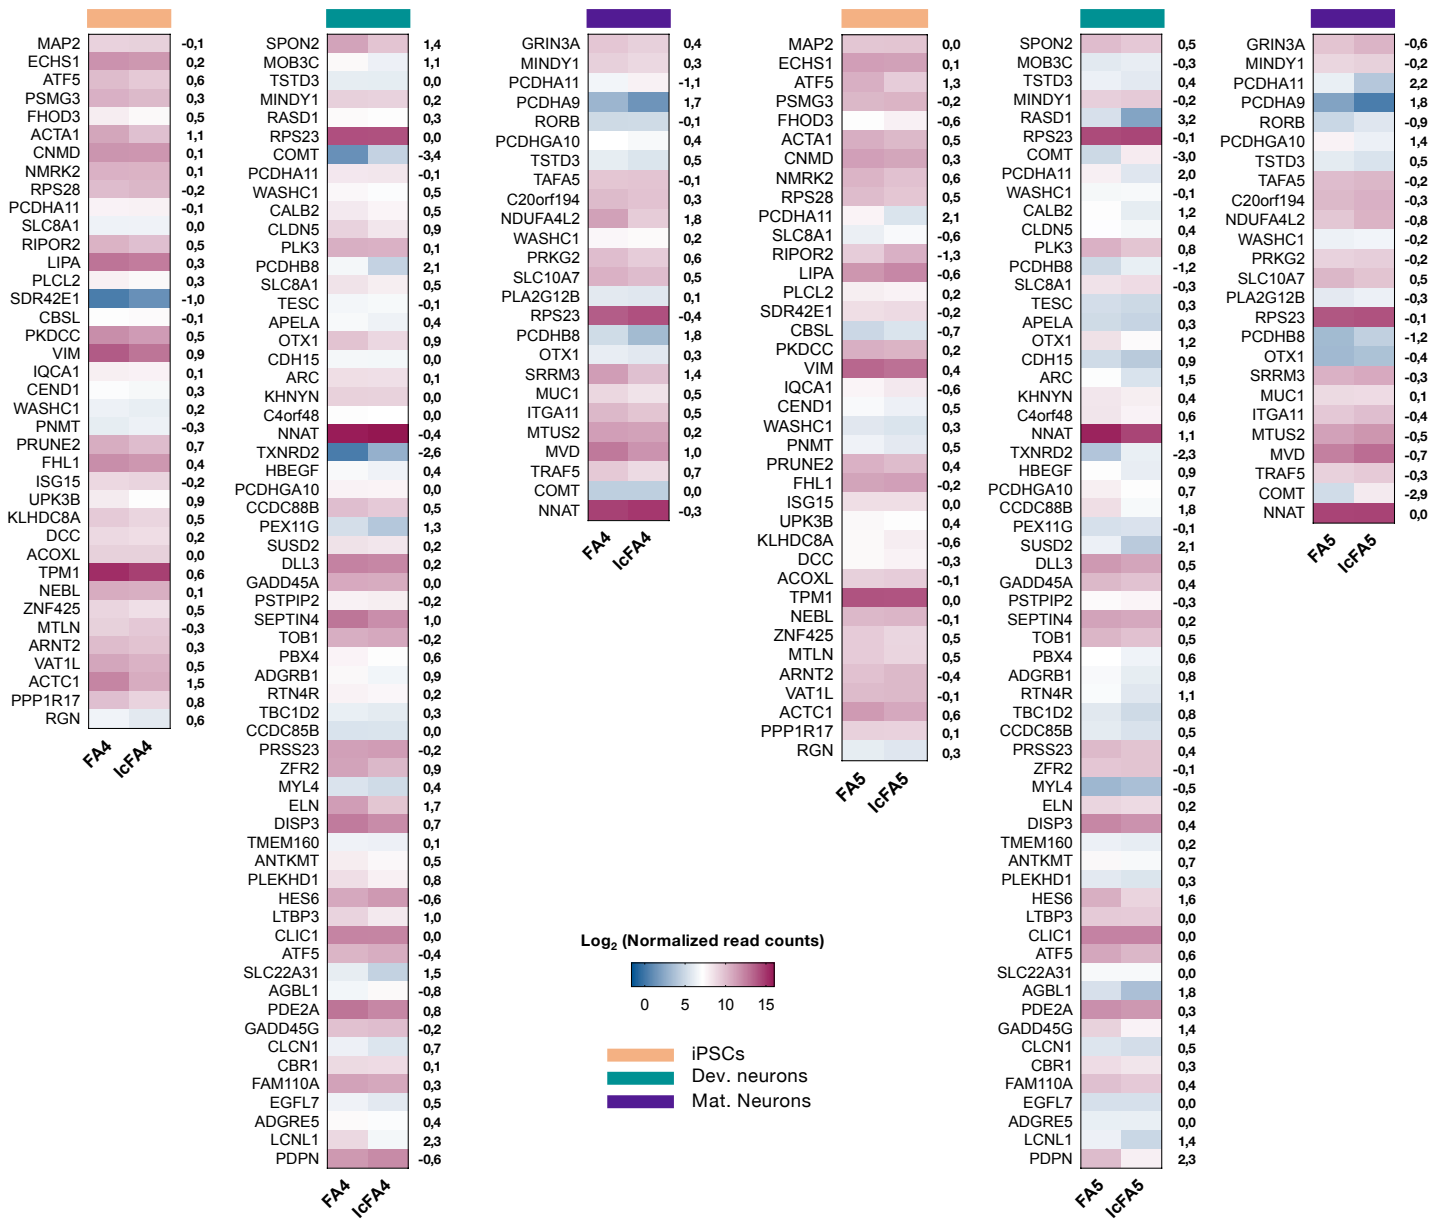 MAP2 -0,1
ECHS1 0,2
ATF5 0,6
PSMG3 0,3
FHOD3 0,5
ACTA1 1,1
CNMD 0,1
NMRK2 0,1
RPS28 -0,2
PCDHA11 -0,1
SLC8A1 0,0
RIPOR2 0,5
LIPA 0,3
PLCL2 0,3
SDR42E1 -1,0
CBSL -0,1
PKDCC 0,5
VIM 0,9
IQCA1 0,1
CEND1 0,3
WASHC1 0,2
PNMT -0,3
PRUNE2 0,7
FHL1 0,4
ISG15 -0,2
UPK3B 0,9
KLHDC8A 0,5
DCC 0,2
ACOXL 0,0
TPM1 0,6
NEBL 0,1
ZNF425 0,5
MTLN -0,3
ARNT2 0,3
VAT1L 0,5
ACTC1 1,5
PPP1R17 0,8
RGN 0,6
FA4 IcFA4
SPON2 1,4
MOB3C 1,1
TSTD3 0,0
MINDY1 0,2
RASD1 0,3
RPS23 0,0
COMT -3,4
PCDHA11 -0,1
WASHC1 0,5
CALB2 0,5
CLDN5 0,9
PLK3 0,1
PCDHB8 2,1
SLC8A1 0,5
TESC -0,1
APELA 0,4
OTX1 0,9
CDH15 0,0
ARC 0,1
KHNYN 0,0
C4orf48 0,0
NNAT -0,4
TXNRD2 -2,6
HBEGF 0,4
PCDHGA10 0,0
CCDC88B 0,5
PEX11G 1,3
SUSD2 0,2
DLL3 0,2
GADD45A 0,0
PSTPIP2 -0,2
SEPTIN4 1,0
TOB1 -0,2
PBX4 0,6
ADGRB1 0,9
RTN4R 0,2
TBC1D2 0,3
CCDC85B 0,0
PRSS23 -0,2
ZFR2 0,9
MYL4 0,4
ELN 1,7
DISP3 0,7
TMEM160 0,1
ANTKMT 0,5
PLEKHD1 0,8
HES6 -0,6
LTBP3 1,0
CLIC1 0,0
ATF5 -0,4
SLC22A31 1,5
AGBL1 -0,8
PDE2A 0,8
GADD45G -0,2
CLCN1 0,7
CBR1 0,1
FAM110A 0,3
EGFL7 0,5
ADGRE5 0,4
LCNL1 2,3
PDPN -0,6
FA4 IcFA4
GRIN3A 0,4
MINDY1 0,3
PCDHA11 -1,1
PCDHA9 1,7
RORB -0,1
PCDHGA10 0,4
TSTD3 0,5
TAFA5 -0,1
C20orf194 0,3
NDUFA4L2 1,8
WASHC1 0,2
PRKG2 0,6
SLC10A7 0,5
PLA2G12B 0,1
RPS23 -0,4
PCDHB8 1,8
OTX1 0,3
SRRM3 1,4
MUC1 0,5
ITGA11 0,5
MTUS2 0,2
MVD 1,0
TRAF5 0,7
COMT 0,0
NNAT -0,3
FA4 IcFA4
MAP2 0,0
ECHS1 0,1
ATF5 1,3
PSMG3 -0,2
FHOD3 -0,6
ACTA1 0,5
CNMD 0,3
NMRK2 0,6
RPS28 0,5
PCDHA11 2,1
SLC8A1 -0,6
RIPOR2 -1,3
LIPA -0,6
PLCL2 0,2
SDR42E1 -0,2
CBSL -0,7
PKDCC 0,2
VIM 0,4
IQCA1 -0,6
CEND1 0,5
WASHC1 0,3
PNMT 0,5
PRUNE2 0,4
FHL1 -0,2
ISG15 0,0
UPK3B 0,4
KLHDC8A -0,6
DCC -0,3
ACOXL -0,1
TPM1 0,0
NEBL -0,1
ZNF425 0,5
MTLN 0,5
ARNT2 -0,4
VAT1L -0,1
ACTC1 0,6
PPP1R17 0,1
RGN 0,3
FA5 IcFA5
SPON2 0,5
MOB3C -0,3
TSTD3 0,4
MINDY1 -0,2
RASD1 3,2
RPS23 -0,1
COMT -3,0
PCDHA11 2,0
WASHC1 -0,1
CALB2 1,2
CLDN5 0,4
PLK3 0,8
PCDHB8 -1,2
SLC8A1 -0,3
TESC 0,3
APELA 0,3
OTX1 1,2
CDH15 0,9
ARC 1,5
KHNYN 0,4
C4orf48 0,6
NNAT 1,1
TXNRD2 -2,3
HBEGF 0,9
PCDHGA10 0,7
CCDC88B 1,8
PEX11G -0,1
SUSD2 2,1
DLL3 0,5
GADD45A 0,4
PSTPIP2 -0,3
SEPTIN4 0,2
TOB1 0,5
PBX4 0,6
ADGRB1 0,8
RTN4R 1,1
TBC1D2 0,8
CCDC85B 0,5
PRSS23 0,4
ZFR2 -0,1
MYL4 -0,5
ELN 0,2
DISP3 0,4
TMEM160 0,2
ANTKMT 0,7
PLEKHD1 0,3
HES6 1,6
LTBP3 0,0
CLIC1 0,0
ATF5 0,6
SLC22A31 0,0
AGBL1 1,8
PDE2A 0,3
GADD45G 1,4
CLCN1 0,5
CBR1 0,3
FAM110A 0,4
EGFL7 0,0
ADGRE5 0,0
LCNL1 1,4
PDPN 2,3
FA5 IcFA5
GRIN3A -0,6
MINDY1 -0,2
PCDHA11 2,2
PCDHA9 1,8
RORB -0,9
PCDHGA10 1,4
TSTD3 0,5
TAFA5 -0,2
C20orf194 -0,3
NDUFA4L2 -0,8
WASHC1 -0,2
PRKG2 -0,2
SLC10A7 0,5
PLA2G12B -0,3
RPS23 -0,1
PCDHB8 -1,2
OTX1 -0,4
SRRM3 -0,3
MUC1 0,1
ITGA11 -0,4
MTUS2 -0,5
MVD -0,7
TRAF5 -0,3
COMT -2,9
NNAT 0,0
FA5 IcFA5
Log₂ (Normalized read counts)
0 5 10 15
iPSCs
Dev. neurons
Mat. Neurons